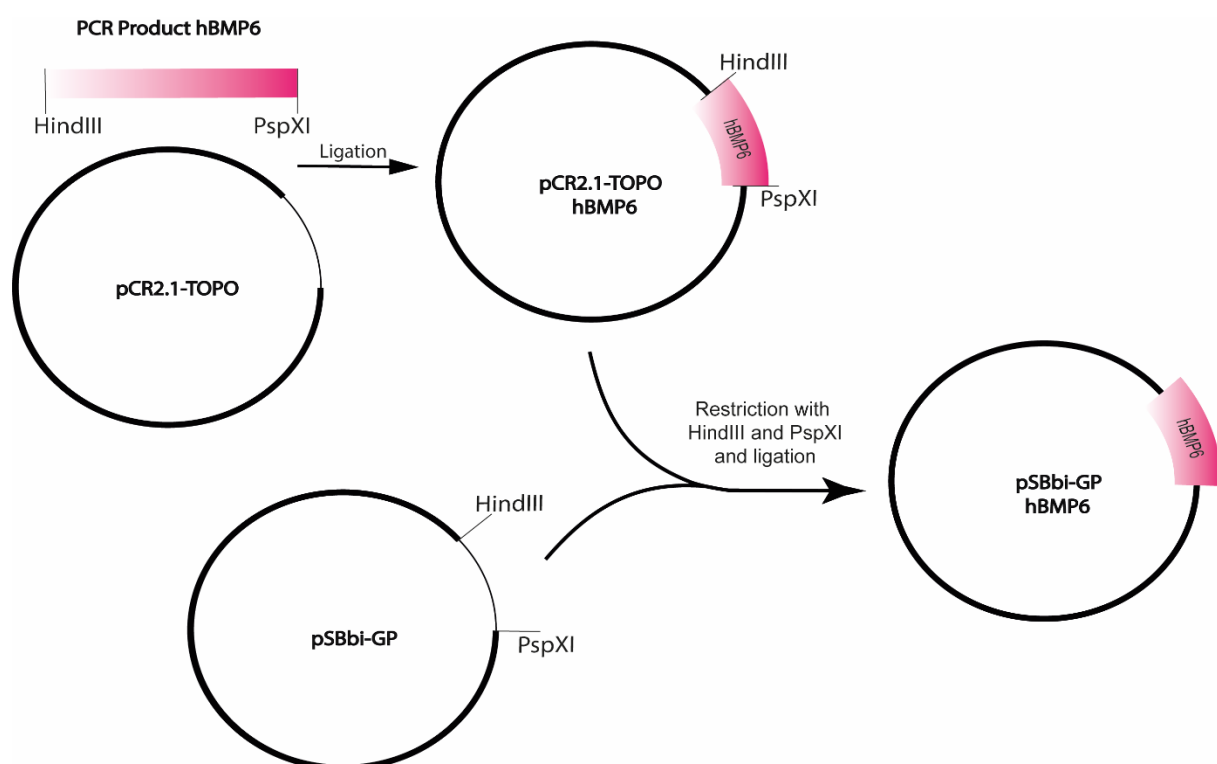 PCR Product hBMP6
HindIII
PspXI
Ligation
pCR2.1-TOPO
HindIII
hBMP6
PspXI
pCR2.1-TOPO
hBMP6
Restriction with
HindIII and PspXI
and ligation
HindIII
PspXI
pSBbi-GP
hBMP6
pSBbi-GP
hBMP6